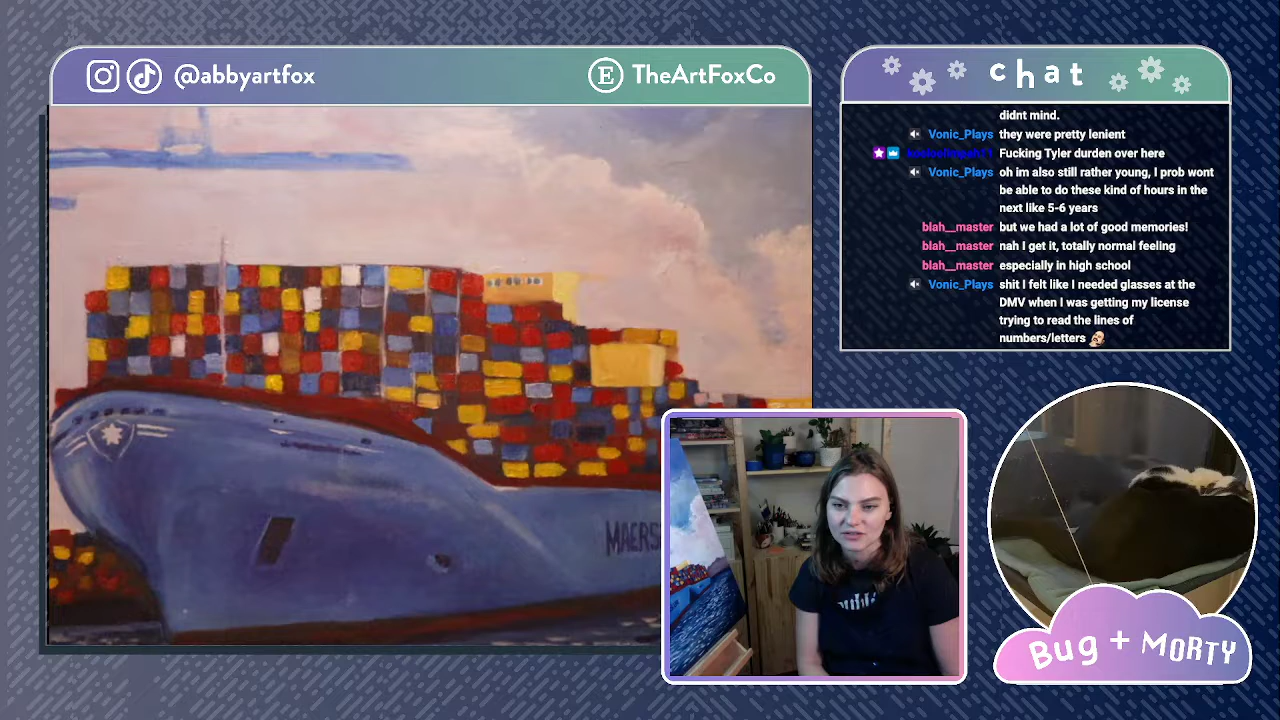 @abbyartfox
E TheArtFoxCo
chat
didnt mind.
Vonic_Plays they were pretty lenient
Fucking Tyler durden over here
Vonic_Plays oh im also still rather young, I prob wont
be able to do these kind of hours in the
next like 5-6 years
blah__master but we had a lot of good memories!
blah__master nah I get it, totally normal feeling
blah__master especially in high school
Vonic_Plays shit I felt like I needed glasses at the
DMV when I was getting my license
trying to read the lines of
numbers/letters
MAERS
Bug + MORTY